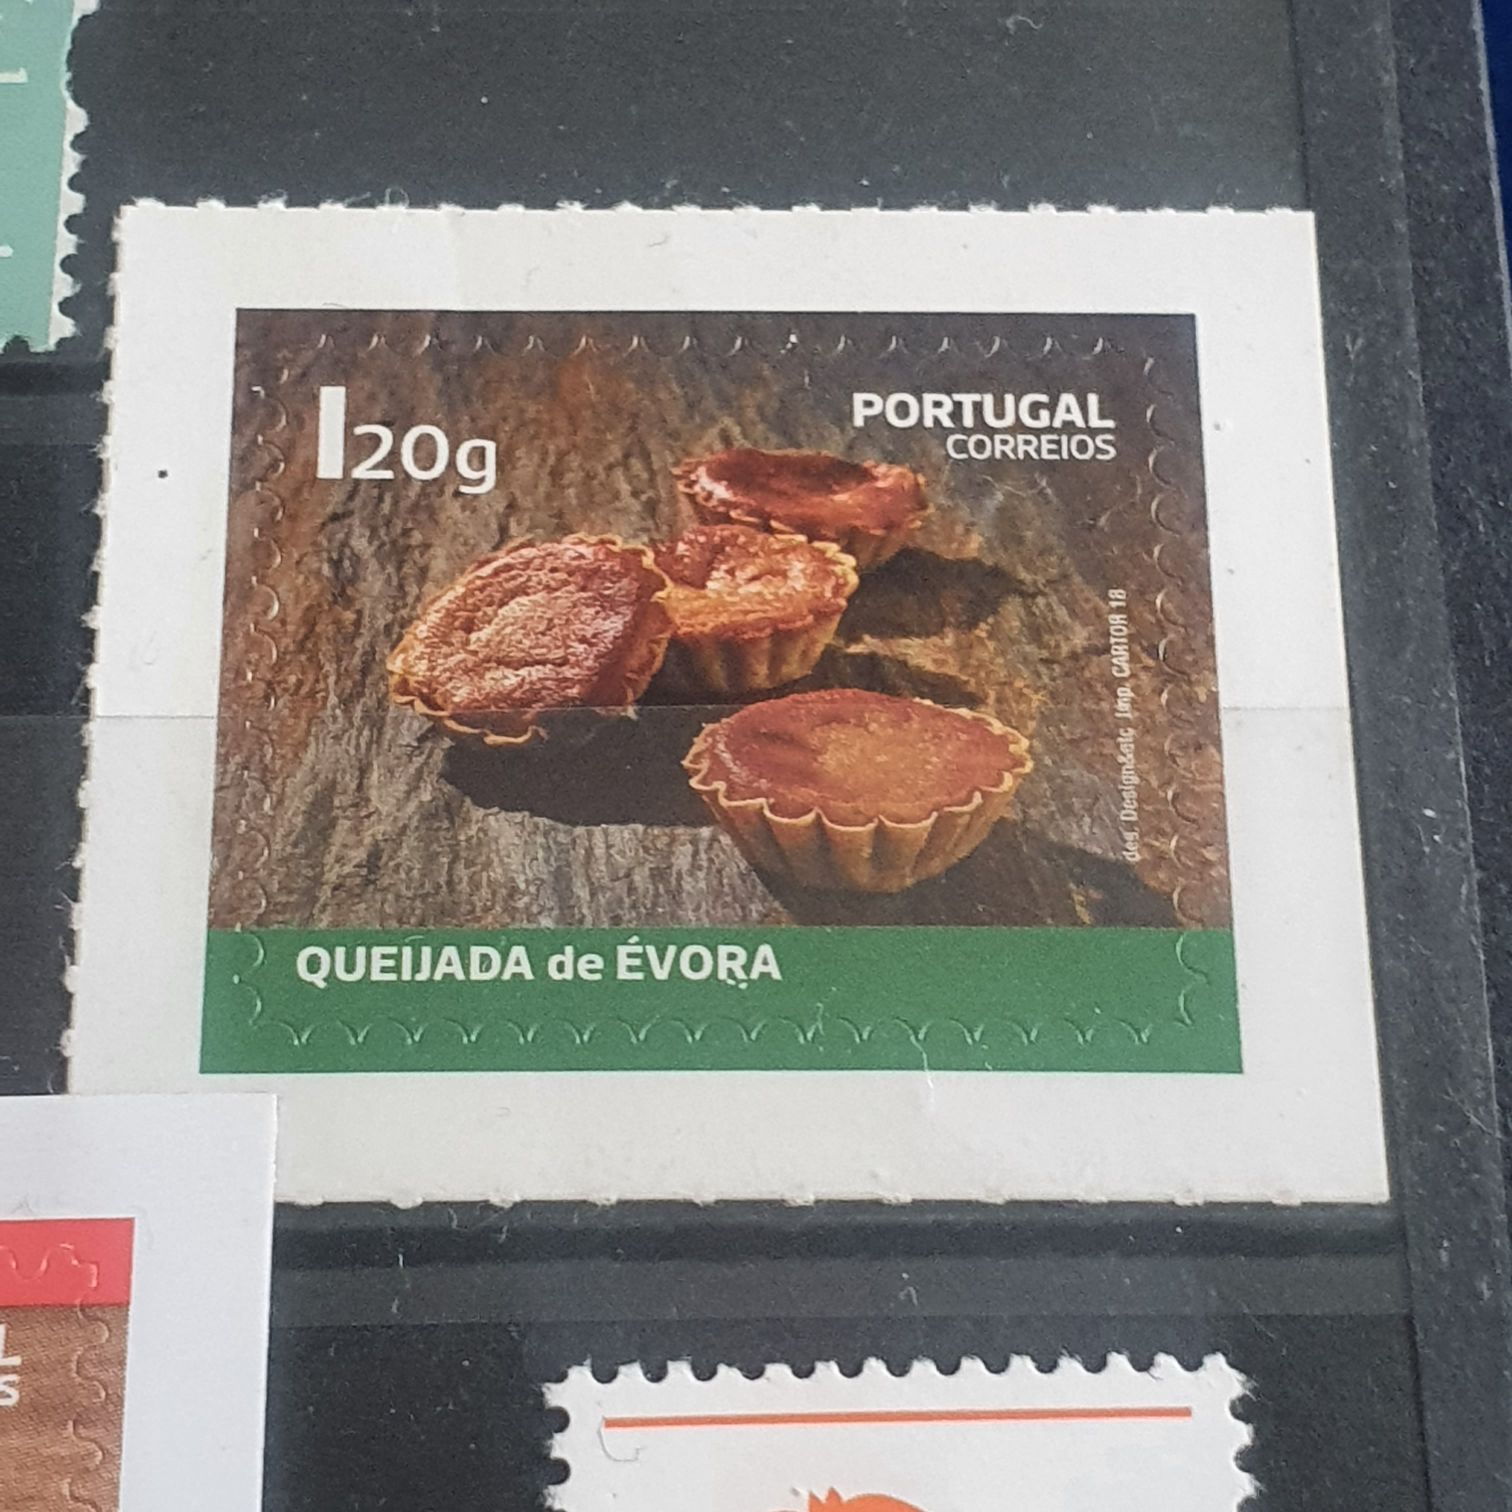 I20g
PORTUGAL
CORREIOS
des. Design&etc Imp. CARTOR 18
QUEIJADA de ÉVORA
L
S